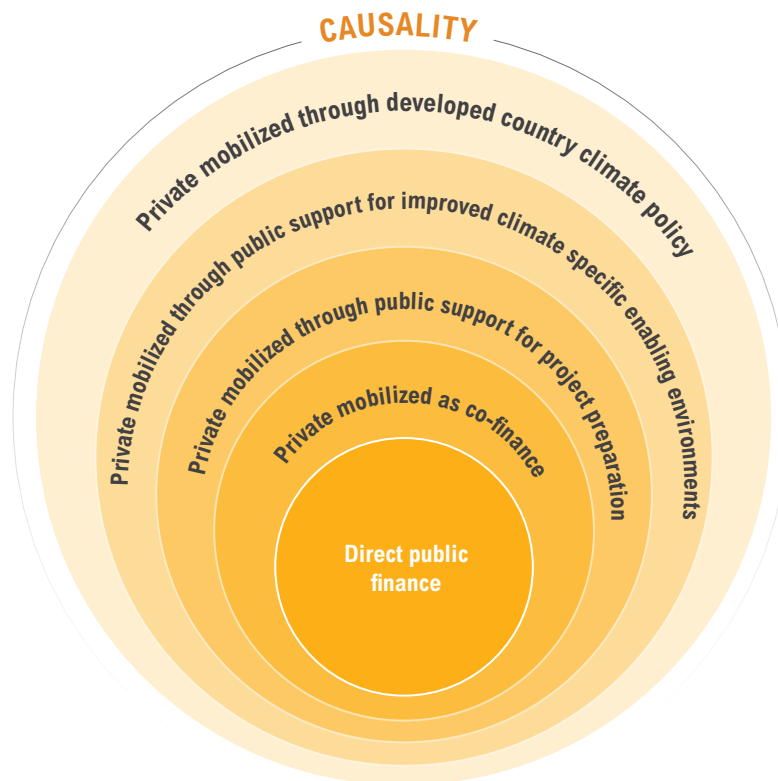 CAUSALITY
Private mobilized through developed country climate policy
Private mobilized through public support for improved climate specific enabling environments
Private mobilized through public support for project preparation
Private mobilized as co-finance
Direct public
finance